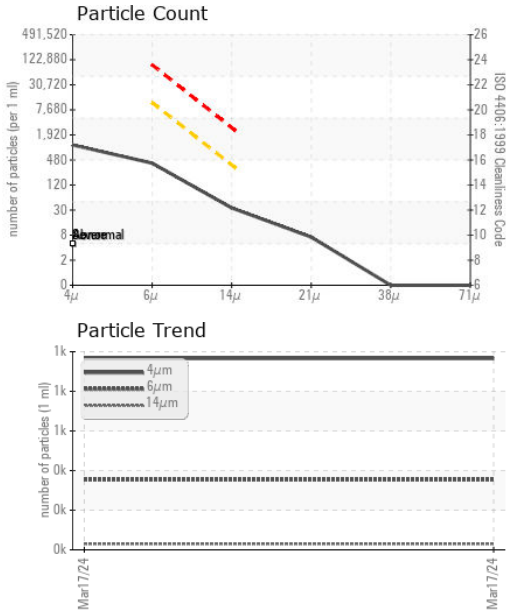 Particle Count
491,520
122,880
30,720
7,680
1,920
480
120
30
8
2
0
number of particles (per 1 ml)
26
24
22
20
18
16
14
12
10
8
6
ISO 4406:1999 Cleanliness Code
Abnormal
4µ
6µ
14µ
21µ
38µ
71µ
Particle Trend
1k
1k
1k
0k
0k
0k
number of particles (1 ml)
4µm
6µm
14µm
Mar17/24
Mar17/24